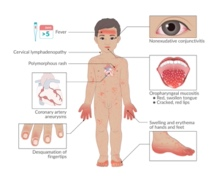 > 5
Fever
Cervical lymphadenopathy
Polymorphous rash
Coronary artery
aneurysms
Desquamation of
fingertips
Nonexudative conjunctivitis
Oropharyngeal mucositis
● Red, swollen tongue
● Cracked, red lips
Swelling and erythema
of hands and feet